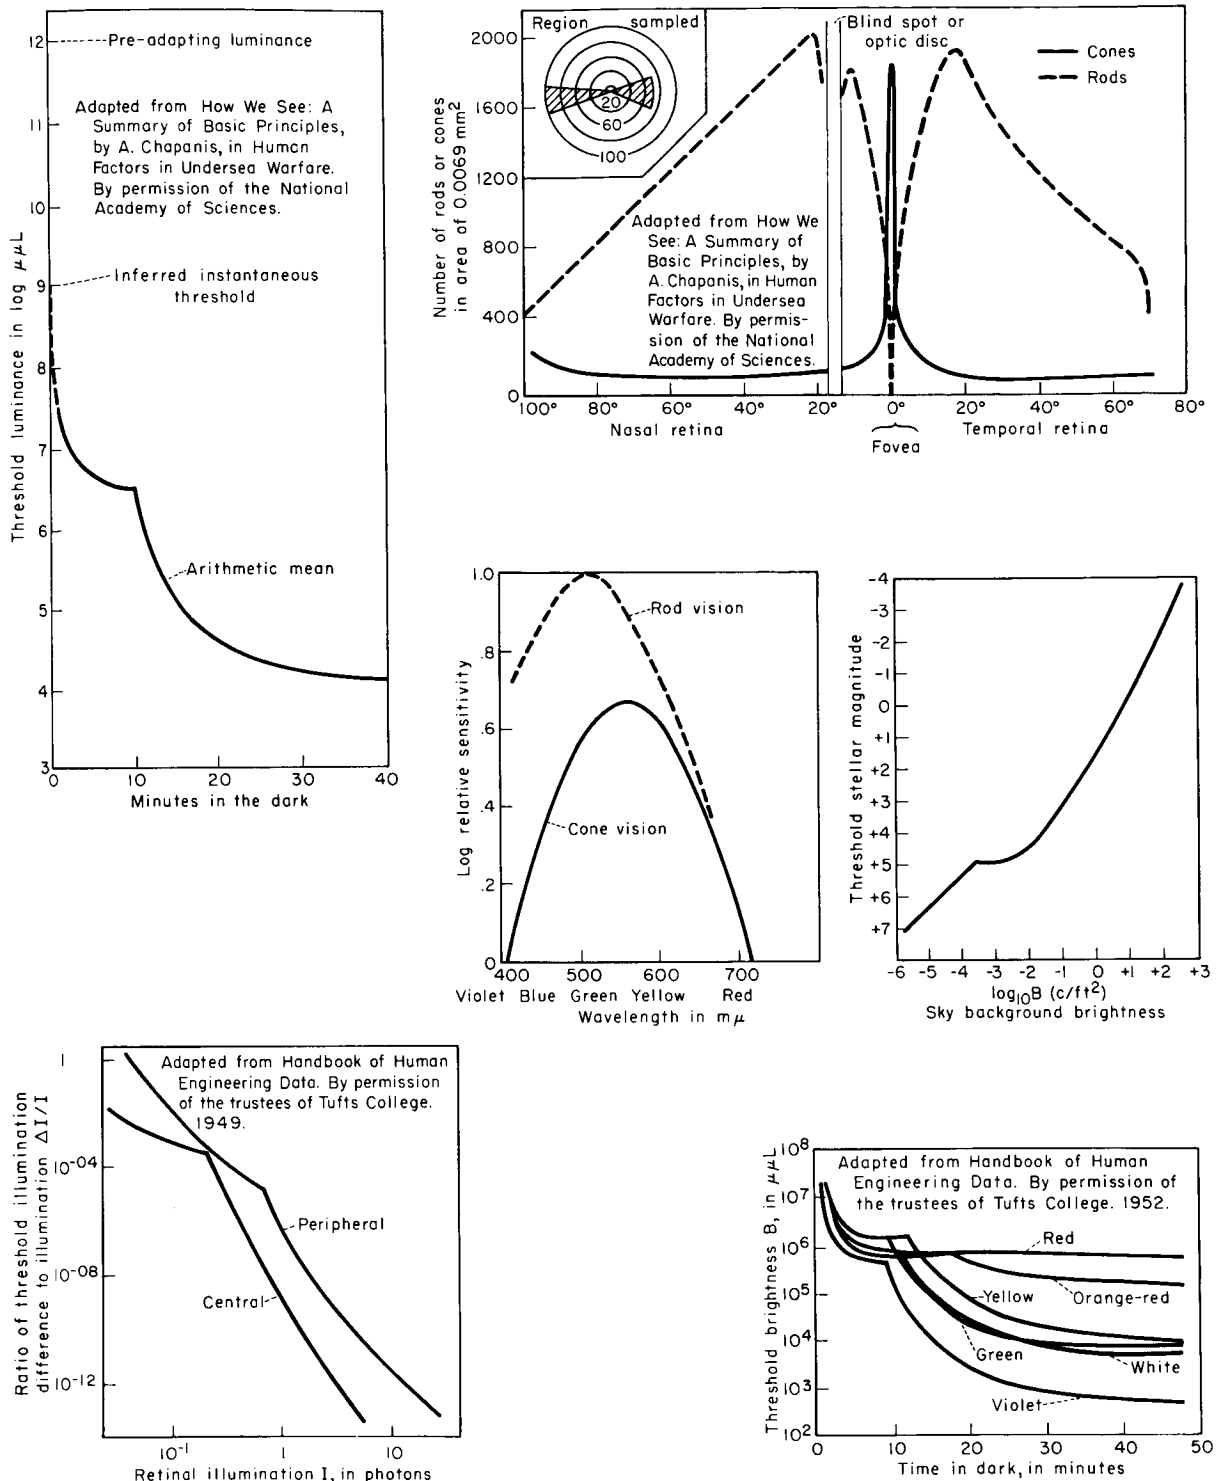 12
Pre-adapting luminance
Adapted from How We See: A
Summary of Basic Principles,
by A. Chapanis, in Human
Factors in Undersea Warfare.
By permission of the National
Academy of Sciences.
11
10
Inferred instantaneous
threshold
9
8
7
6
Arithmetic mean
5
4
3
0 10 20 30 40
Minutes in the dark
Threshold luminance in log μμL
Region sampled
20
60
100
Blind spot or
optic disc
Cones
Rods
2000
1600
1200
800
400
0
Number of rods or cones
in area of 0.0069 mm2
Adapted from How We
See: A Summary of
Basic Principles, by
A. Chapanis, in Human
Factors in Undersea
Warfare. By permis-
sion of the National
Academy of Sciences.
100° 80° 60° 40° 20° 0° 20° 40° 60° 80°
Nasal retina Temporal retina
Fovea
1.0
.8
.6
.4
.2
0
Log relative sensitivity
Rod vision
Cone vision
400 500 600 700
Violet Blue Green Yellow Red
Wavelength in mμ
-4
-3
-2
-1
0
+1
+2
+3
+4
+5
+6
+7
Threshold stellar magnitude
-6 -5 -4 -3 -2 -1 0 +1 +2 +3
log10B (c/ft2)
Sky background brightness
1
10-04
10-08
10-12
Ratio of threshold illumination
difference to illumination ΔI/I
Adapted from Handbook of Human
Engineering Data. By permission
of the trustees of Tufts College.
1949.
Peripheral
Central
10-1 1 10
Retinal illumination I, in photons
108
107
106
105
104
103
102
Threshold brightness B, in μμL
Adapted from Handbook of Human
Engineering Data. By permission of
the trustees of Tufts College. 1952.
Red
Yellow
Orange-red
Green
White
Violet
0 10 20 30 40 50
Time in dark, in minutes